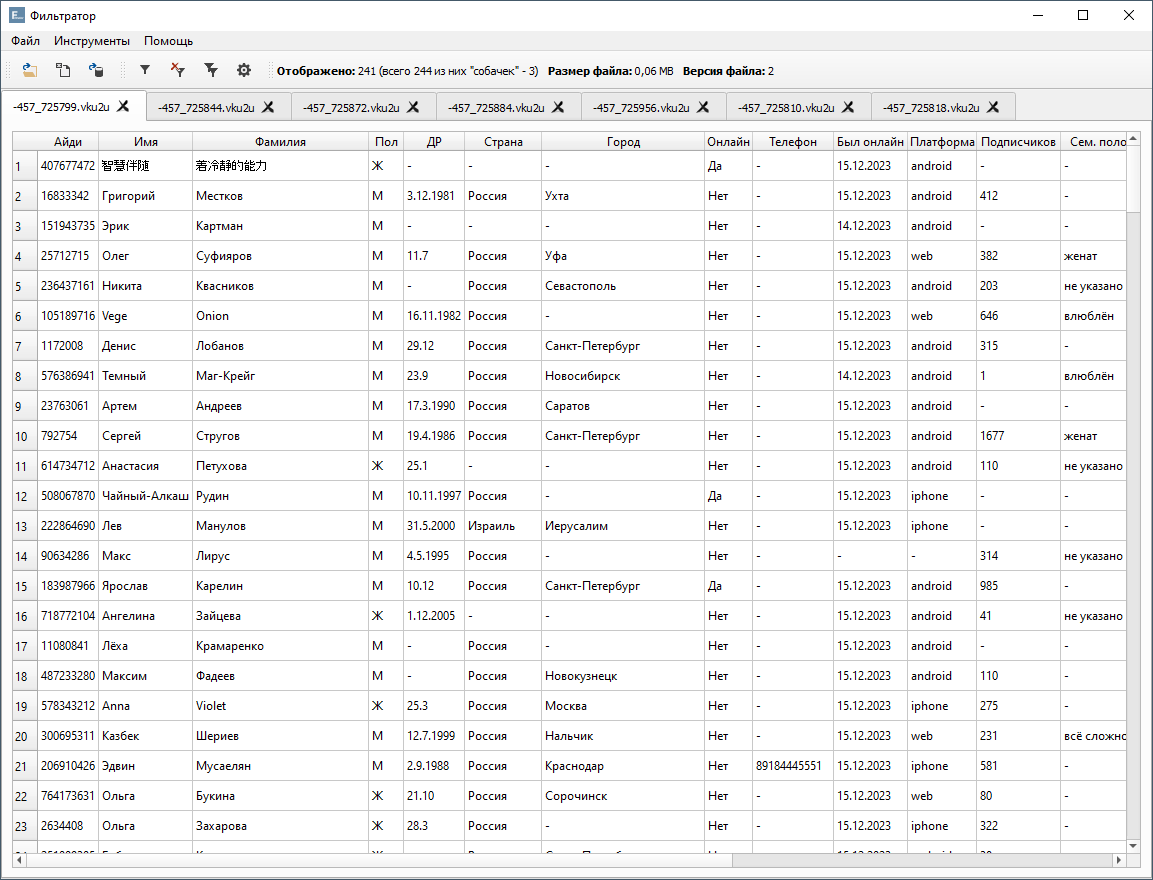 Фильтратор
Файл Инструменты Помощь
Отображено: 241 (всего 244 из них "собачек" - 3) Размер файла: 0,06 MB Версия файла: 2
-457_725799.vku2u -457_725844.vku2u -457_725872.vku2u -457_725884.vku2u -457_725956.vku2u -457_725810.vku2u -457_725818.vku2u
Айди Имя Фамилия Пол ДР Страна Город Онлайн Телефон Был онлайн Платформа Подписчиков Сем. поло
1 407677472 智慧伴随 若冷静的能力 Ж - - - Да - 15.12.2023 android - -
2 16833342 Григорий Местков М 3.12.1981 Россия Ухта Нет - 15.12.2023 android 412 -
3 151943735 Эрик Картман М - - - Нет - 14.12.2023 android - -
4 25712715 Олег Суфияров М 11.7 Россия Уфа Нет - 15.12.2023 web 382 женат
5 236437161 Никита Квасников М - Россия Севастополь Нет - 15.12.2023 android 203 не указано
6 105189716 Vege Onion М 16.11.1982 Россия - Нет - 15.12.2023 web 646 влюблён
7 1172008 Денис Лобанов М 29.12 Россия Санкт-Петербург Нет - 15.12.2023 android 315 -
8 576386941 Темный Маг-Крейг М 23.9 Россия Новосибирск Нет - 14.12.2023 android 1 влюблён
9 23763061 Артем Андреев М 17.3.1990 Россия Саратов Нет - 15.12.2023 android - -
10 792754 Сергей Стругов М 19.4.1986 Россия Санкт-Петербург Нет - 15.12.2023 android 1677 женат
11 614734712 Анастасия Петухова Ж 25.1 - - Нет - 15.12.2023 android 110 не указано
12 508067870 Чайный-Алкаш Рудин М 10.11.1997 Россия - Да - 15.12.2023 iphone - -
13 222864690 Лев Манулов М 31.5.2000 Израиль Иерусалим Нет - 15.12.2023 iphone - -
14 90634286 Макс Лирус М 4.5.1995 Россия - Нет - - - 314 не указано
15 183987966 Ярослав Карелин М 10.12 Россия Санкт-Петербург Да - 15.12.2023 android 985 -
16 718772104 Ангелина Зайцева Ж 1.12.2005 - - Нет - 15.12.2023 android 41 не указано
17 11080841 Лёха Крамаренко М - Россия - Нет - 15.12.2023 android - -
18 487233280 Максим Фадеев М - Россия Новокузнецк Нет - 15.12.2023 android 110 -
19 578343212 Anna Violet Ж 25.3 Россия Москва Нет - 15.12.2023 iphone 275 -
20 300695311 Казбек Шериев М 12.7.1999 Россия Нальчик Нет - 15.12.2023 web 231 всё сложно
21 206910426 Эдвин Мусаелян М 2.9.1988 Россия Краснодар Нет 89184445551 15.12.2023 iphone 581 -
22 764173631 Ольга Букина Ж 21.10 Россия Сорочинск Нет - 15.12.2023 web 80 -
23 2634408 Ольга Захарова Ж 28.3 Россия - Нет - 15.12.2023 iphone 322 -